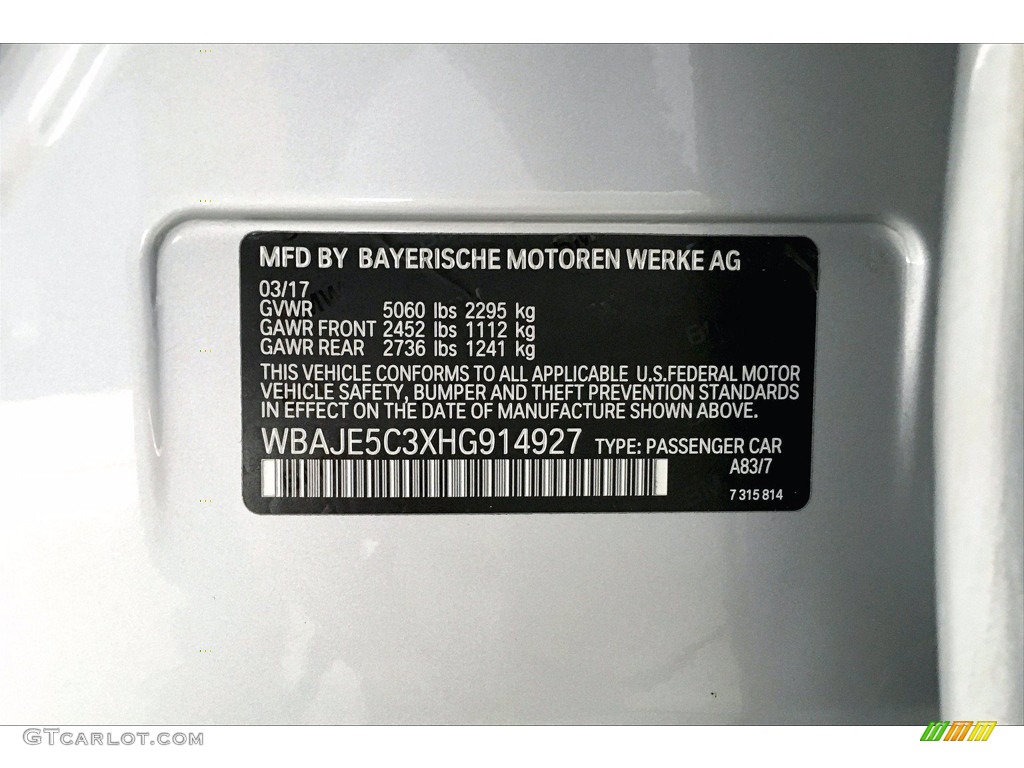 MFD BY BAYERISCHE MOTOREN WERKE AG
03/17
GVWR 5060 lbs 2295 kg
GAWR FRONT 2452 lbs 1112 kg
GAWR REAR 2736 lbs 1241 kg
THIS VEHICLE CONFORMS TO ALL APPLICABLE U.S.FEDERAL MOTOR
VEHICLE SAFETY, BUMPER AND THEFT PREVENTION STANDARDS
IN EFFECT ON THE DATE OF MANUFACTURE SHOWN ABOVE.
WBAJE5C3XHG914927 TYPE: PASSENGER CAR
A83/7
7 315 814
GTCARLOT.COM